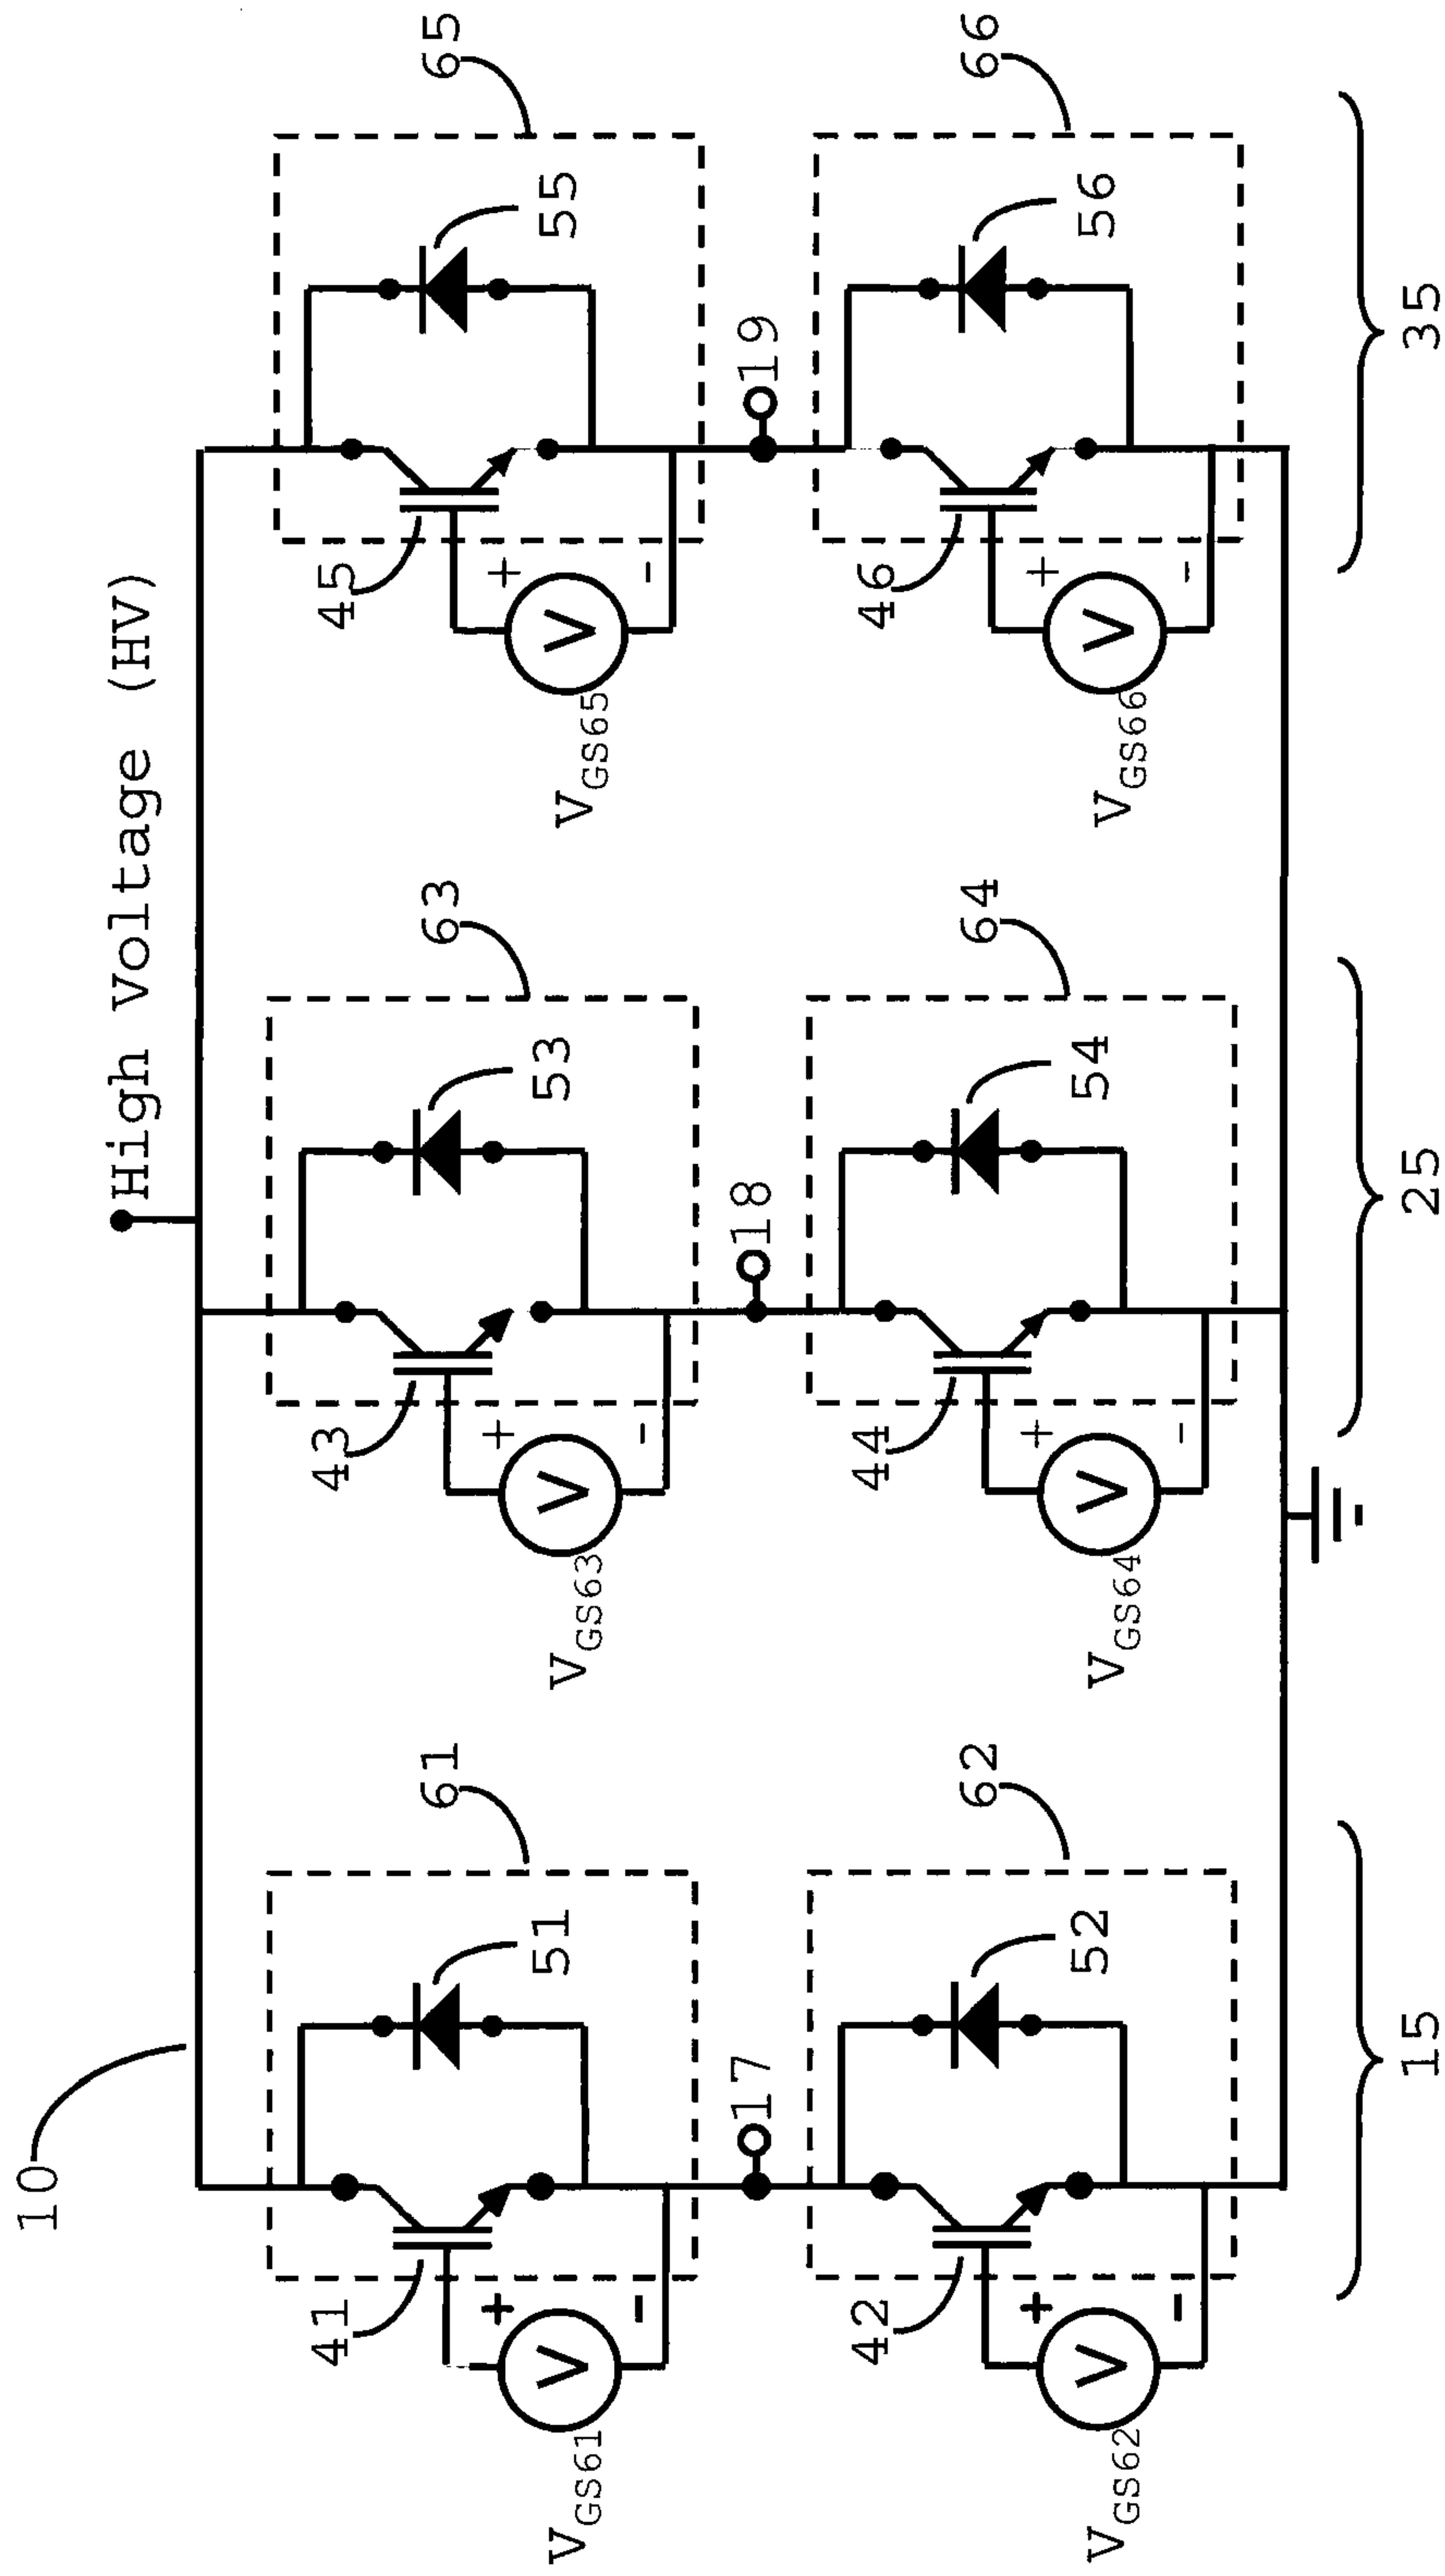 High Voltage (HV)
10
61
63
65
41
51
43
53
45
55
+
+
+
-
-
-
V
V
V
VGS61
VGS63
VGS65
17
18
19
62
64
66
42
52
44
54
46
56
+
+
+
-
-
-
V
V
V
VGS62
VGS64
VGS66
15
25
35